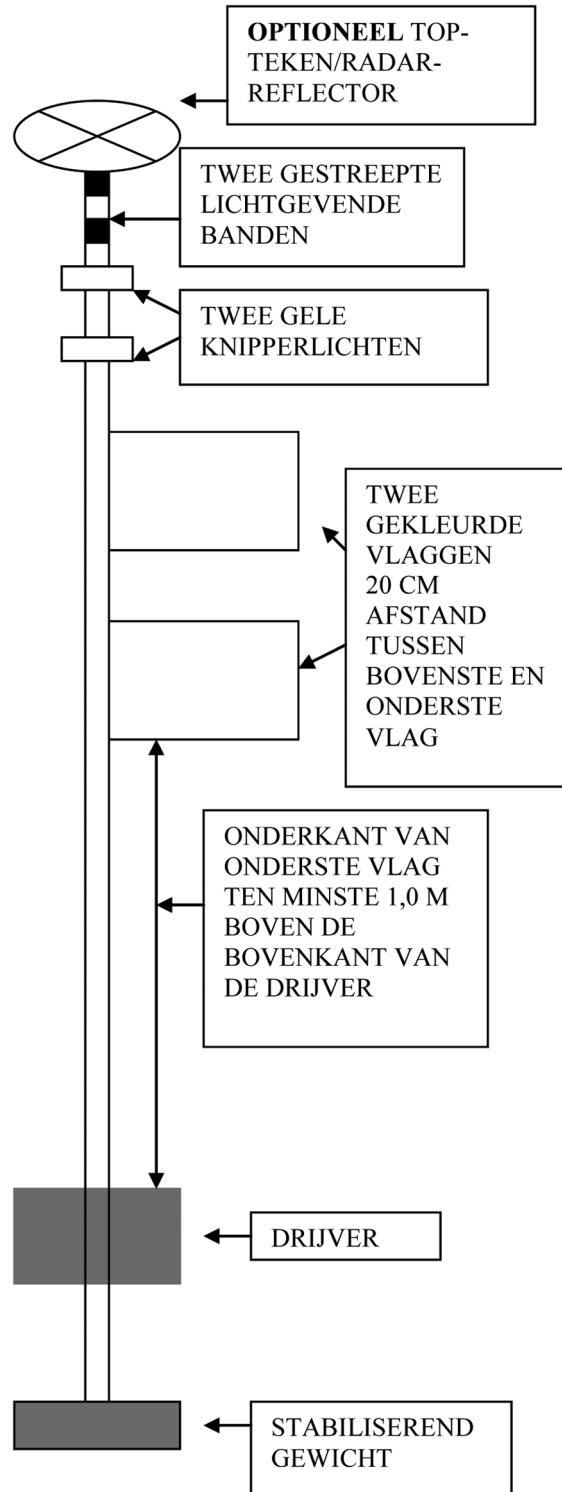 OPTIONEEL TOP-
TEKEN/RADAR-
REFLECTOR
TWEE GESTREEPTE
LICHTGEVENDE
BANDEN
TWEE GELE
KNIPPERLICHTEN
TWEE
GEKLEURDE
VLAGGEN
20 CM
AFSTAND
TUSSEN
BOVENSTE EN
ONDERSTE
VLAG
ONDERKANT VAN
ONDERSTE VLAG
TEN MINSTE 1,0 M
BOVEN DE
BOVENKANT VAN
DE DRIJVER
DRIJVER
STABILISEREND
GEWICHT